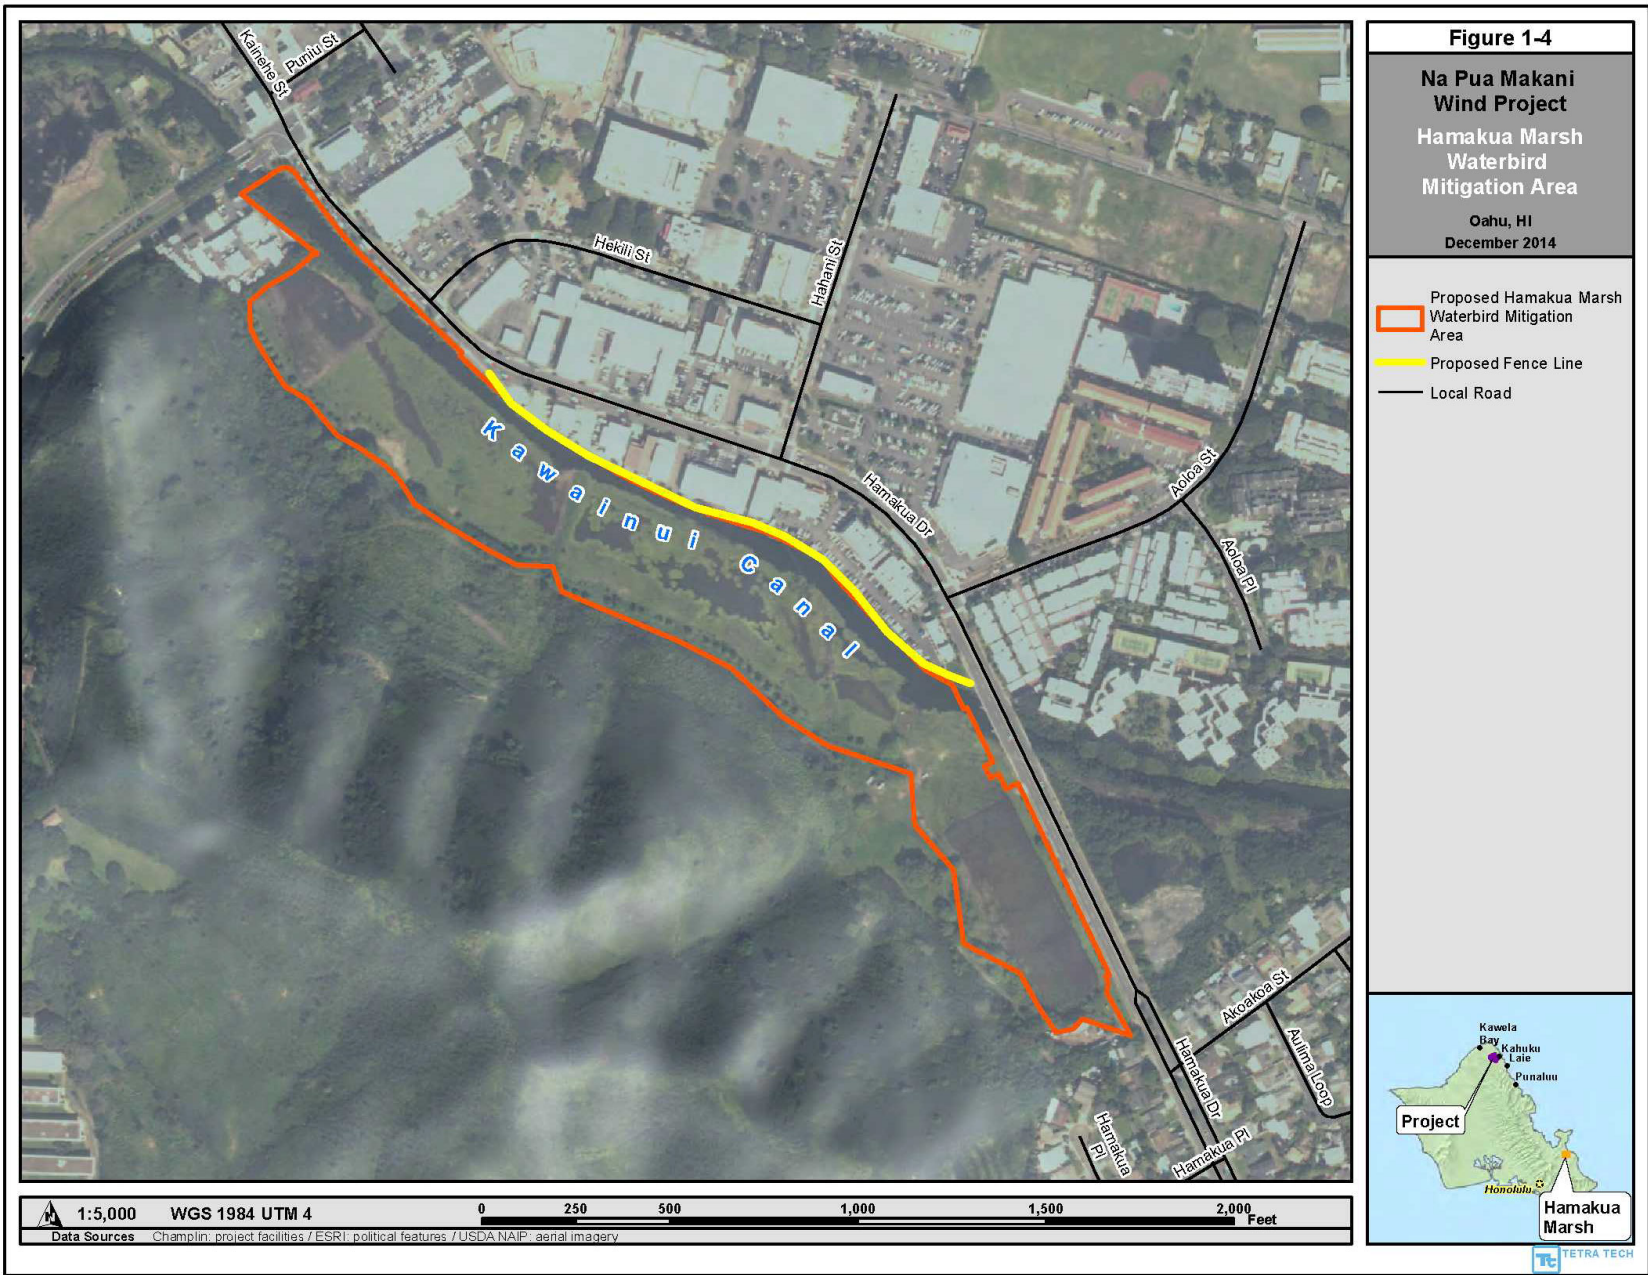 Figure 1-4
Na Pua Makani
Wind Project
Hamakua Marsh
Waterbird
Mitigation Area
Oahu, HI
December 2014
Proposed Hamakua Marsh
Waterbird Mitigation
Area
Proposed Fence Line
Local Road
Kainehe St
Puniu St
Hekili St
Hahani St
Hamakua Dr
Aoloa St
Aoloa Pl
Kawainui Canal
Akoakoa St
Aulima Loop
Hamakua Dr
Hamakua
Pl
Hamakua Pl
Kawela
Bay
Kahuku
Laie
Punaluu
Project
Honolulu
Hamakua
Marsh
1:5,000 WGS 1984 UTM 4
0 250 500 1,000 1,500 2,000
Feet
Data Sources Champlin: project facilities / ESRI: political features / USDA NAIP: aerial imagery
Tt TETRA TECH